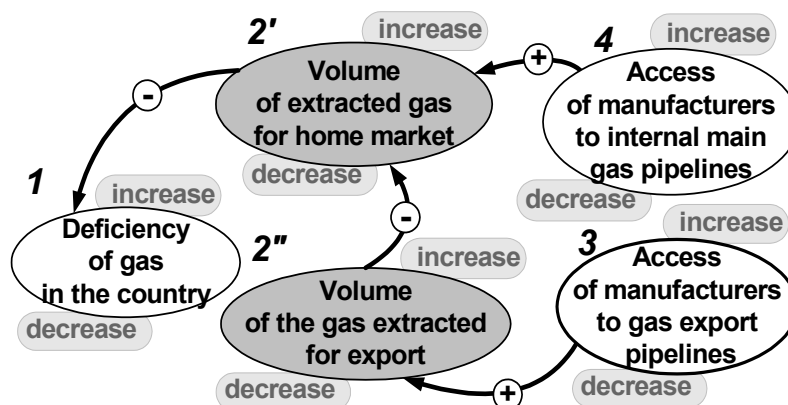 2'
increase
Volume
of extracted gas
for home market
decrease
+
4
increase
Access
of manufacturers
to internal main
gas pipelines
decrease
-
1
increase
Deficiency
of gas
in the country
decrease
-
2"
increase
Volume
of the gas extracted
for export
decrease
+
3
increase
Access
of manufacturers
to gas export
pipelines
decrease